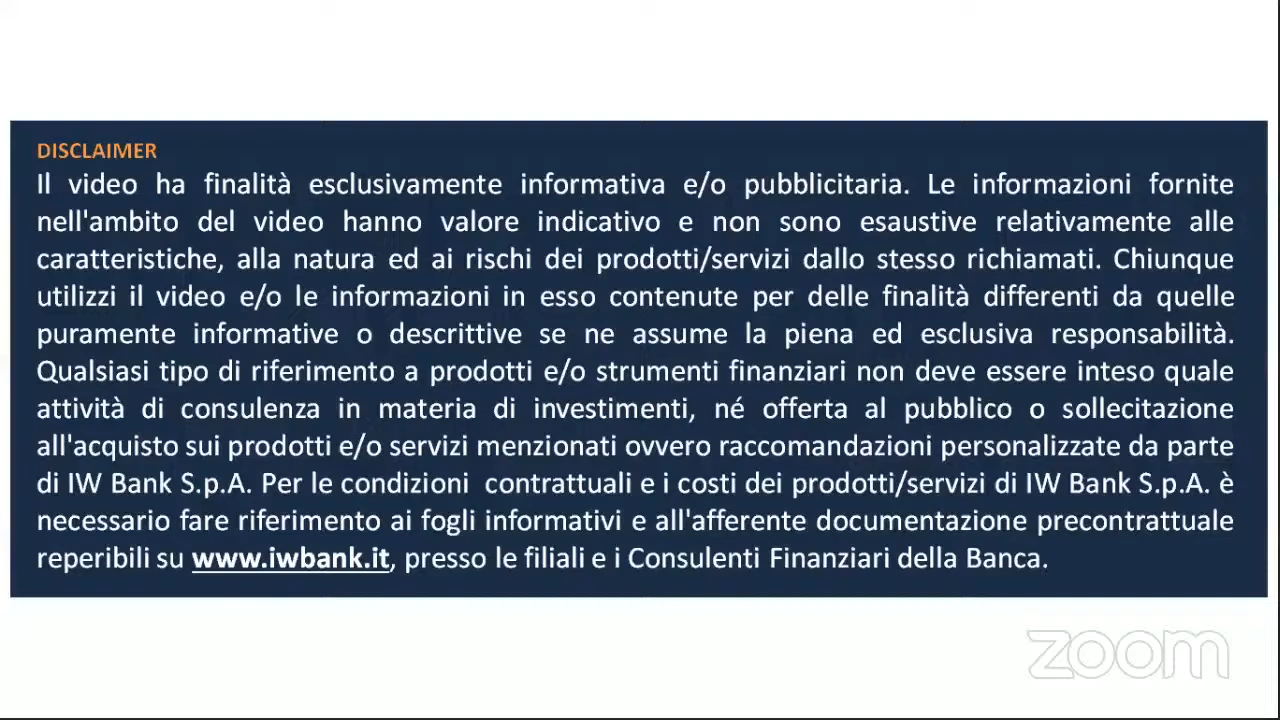 DISCLAIMER
Il video ha finalità esclusivamente informativa e/o pubblicitaria. Le informazioni fornite
nell'ambito del video hanno valore indicativo e non sono esaustive relativamente alle
caratteristiche, alla natura ed ai rischi dei prodotti/servizi dallo stesso richiamati. Chiunque
utilizzi il video e/o le informazioni in esso contenute per delle finalità differenti da quelle
puramente informative o descrittive se ne assume la piena ed esclusiva responsabilità.
Qualsiasi tipo di riferimento a prodotti e/o strumenti finanziari non deve essere inteso quale
attività di consulenza in materia di investimenti, né offerta al pubblico o sollecitazione
all'acquisto sui prodotti e/o servizi menzionati ovvero raccomandazioni personalizzate da parte
di IW Bank S.p.A. Per le condizioni contrattuali e i costi dei prodotti/servizi di IW Bank S.p.A. è
necessario fare riferimento ai fogli informativi e all'afferente documentazione precontrattuale
reperibili su www.iwbank.it, presso le filiali e i Consulenti Finanziari della Banca.
zoom